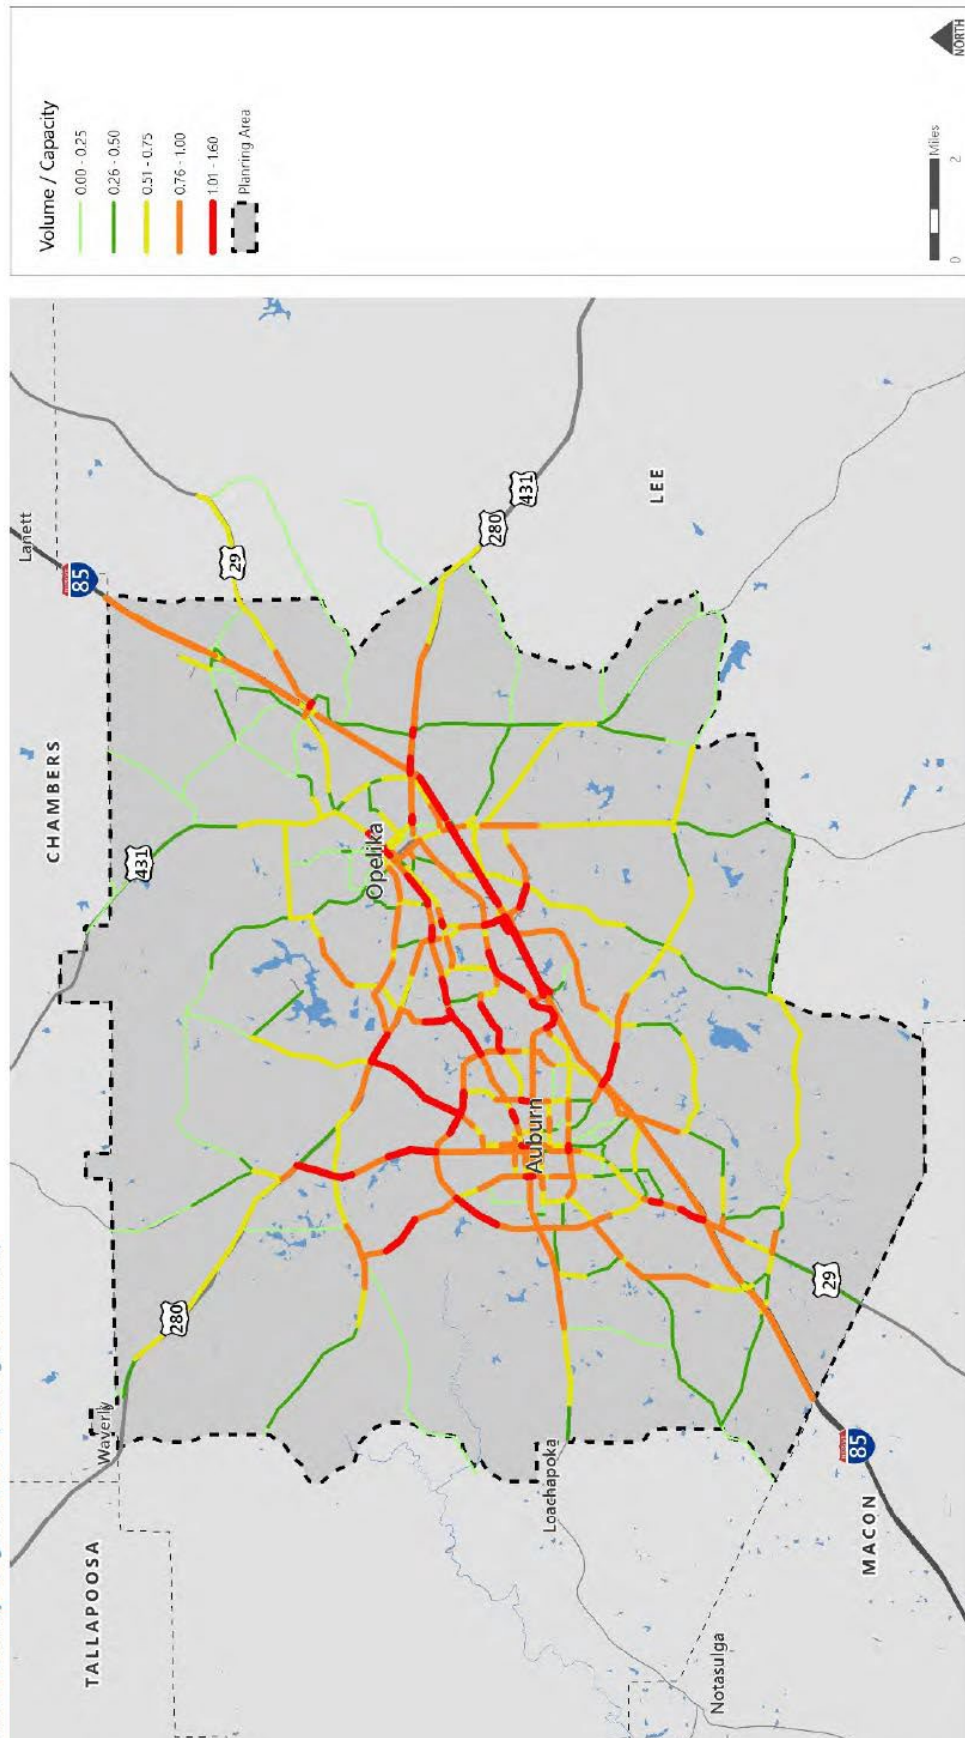 Volume / Capacity
0.00 - 0.25
0.26 - 0.50
0.51 - 0.75
0.76 - 1.00
1.01 - 1.60
Planning Area
0
2
Miles
NORTH
TALLAPOOSA
CHAMBERS
LEE
MACON
Waverly
Lanett
Opelika
Auburn
Loachapoka
Notasulga
280
431
85
29
280
431
29
85